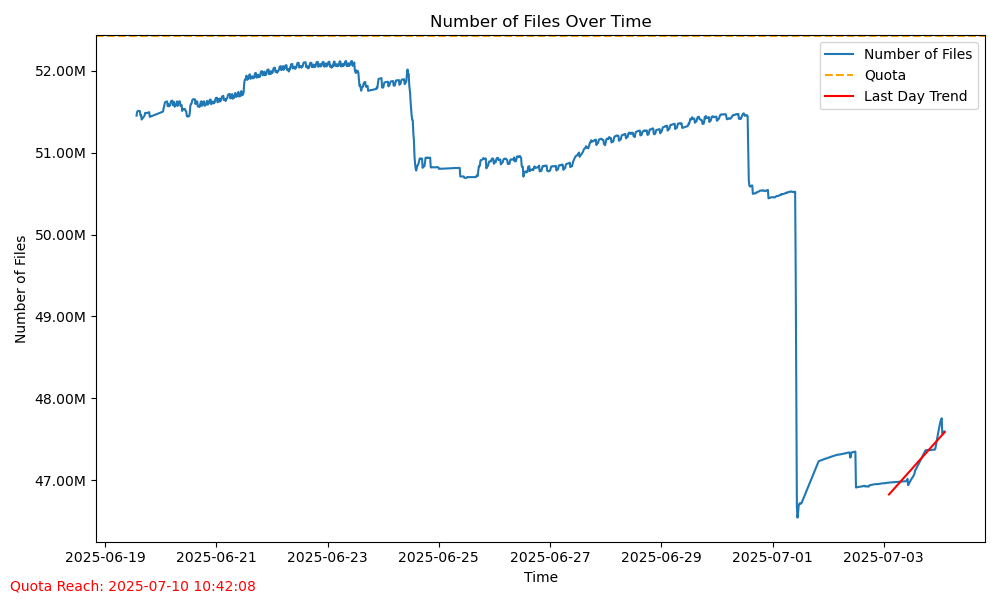 Number of Files Over Time
Number of Files
Quota
Last Day Trend
52.00M
51.00M
50.00M
49.00M
48.00M
47.00M
Number of Files
2025-06-19
2025-06-21
2025-06-23
2025-06-25
2025-06-27
2025-06-29
2025-07-01
2025-07-03
Time
Quota Reach: 2025-07-10 10:42:08